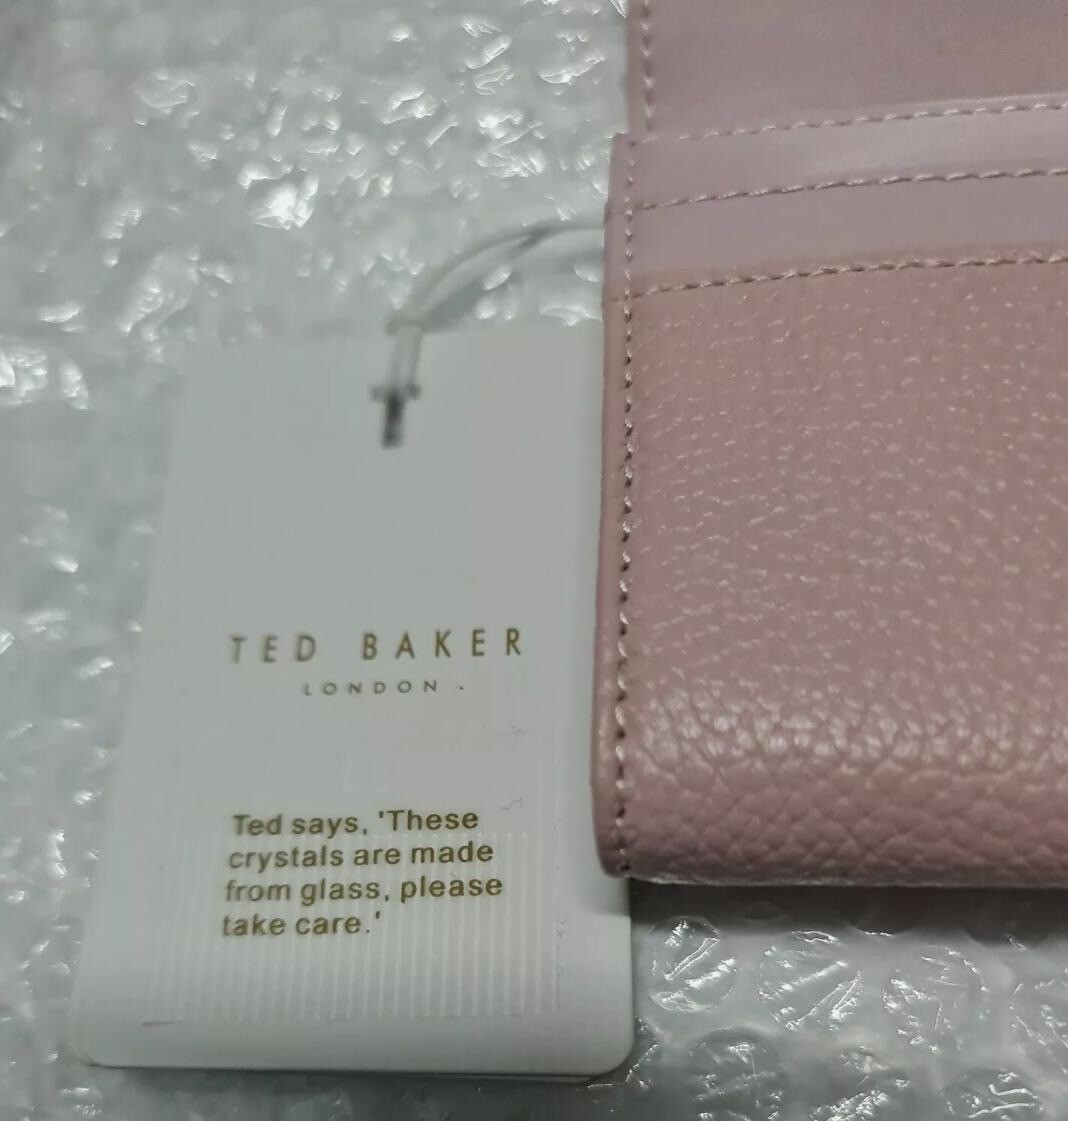 TED BAKER
LONDON
Ted says, 'These
crystals are made
from glass, please
take care.'